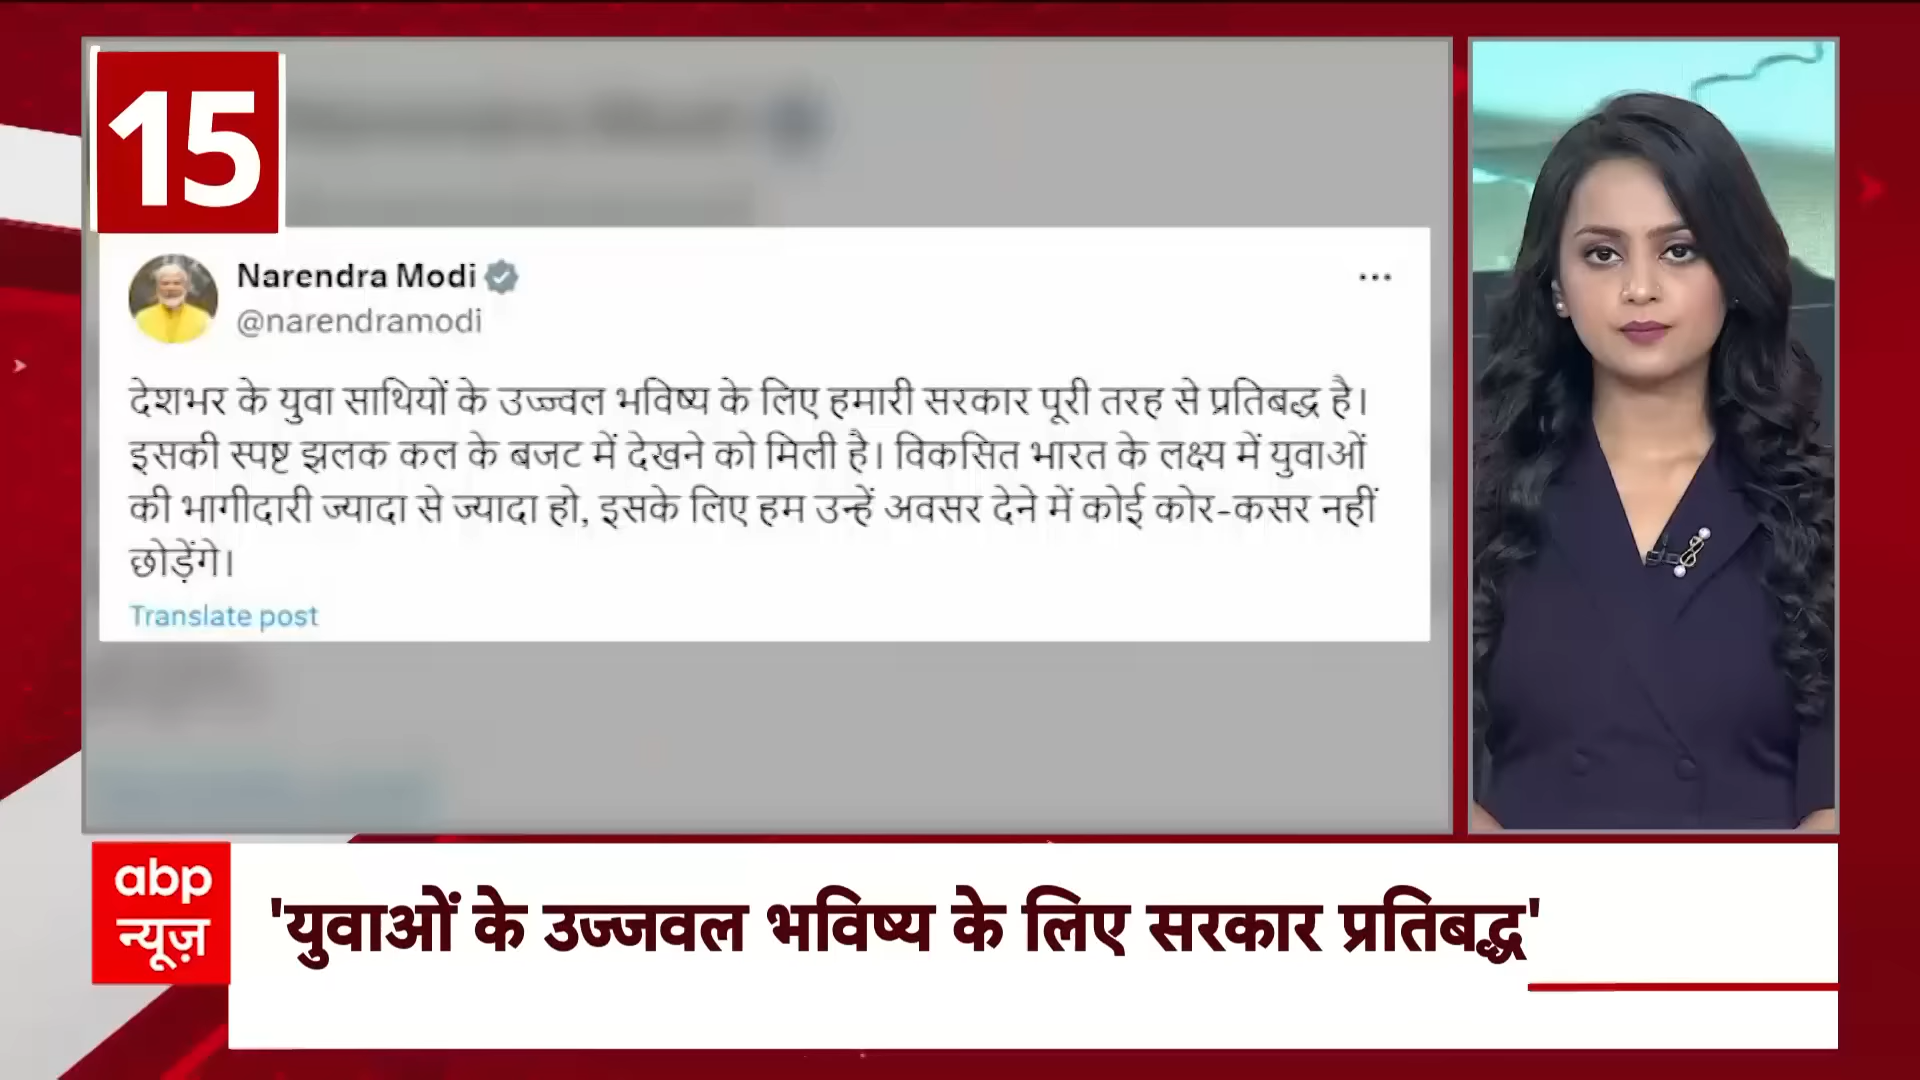 15
Narendra Modi
@narendramodi
देशभर के युवा साथियों के उज्ज्वल भविष्य के लिए हमारी सरकार पूरी तरह से प्रतिबद्ध है।
इसकी स्पष्ट झलक कल के बजट में देखने को मिली है। विकसित भारत के लक्ष्य में युवाओं
की भागीदारी ज्यादा से ज्यादा हो, इसके लिए हम उन्हें अवसर देने में कोई कोर-कसर नहीं
छोड़ेंगे।
Translate post
abp
न्यूज़
'युवाओं के उज्जवल भविष्य के लिए सरकार प्रतिबद्ध'